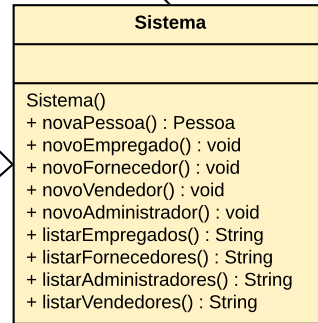 Sistema
Sistema()
+ novaPessoa() : Pessoa
+ novoEmpregado() : void
+ novoFornecedor() : void
+ novoVendedor() : void
+ novoAdministrador() : void
+ listarEmpregados() : String
+ listarFornecedores() : String
+ listarAdministradores() : String
+ listarVendedores() : String